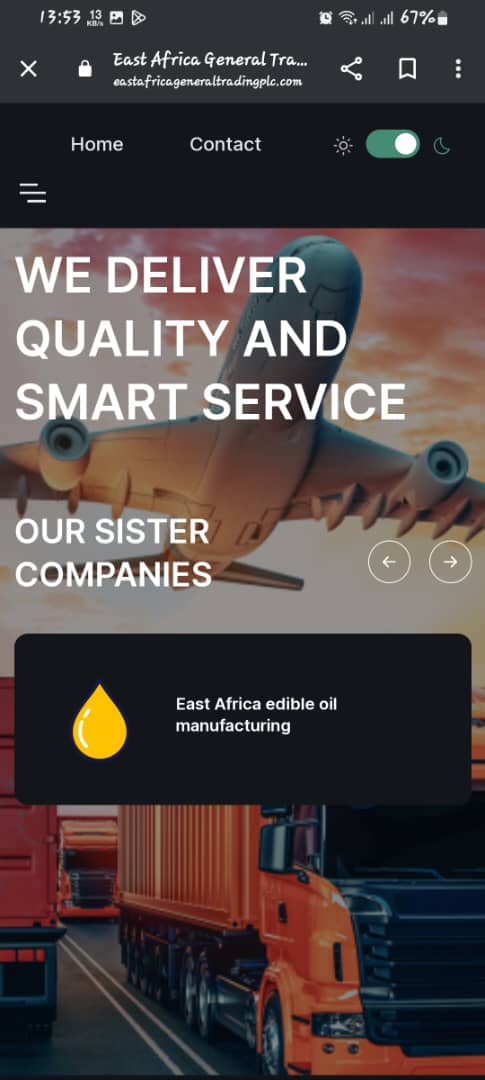 13:53 13 KB/s 67%
East Africa General Tra...
eastafricageneraltradingplc.com
Home Contact
WE DELIVER
QUALITY AND
SMART SERVICE
OUR SISTER
COMPANIES
East Africa edible oil
manufacturing